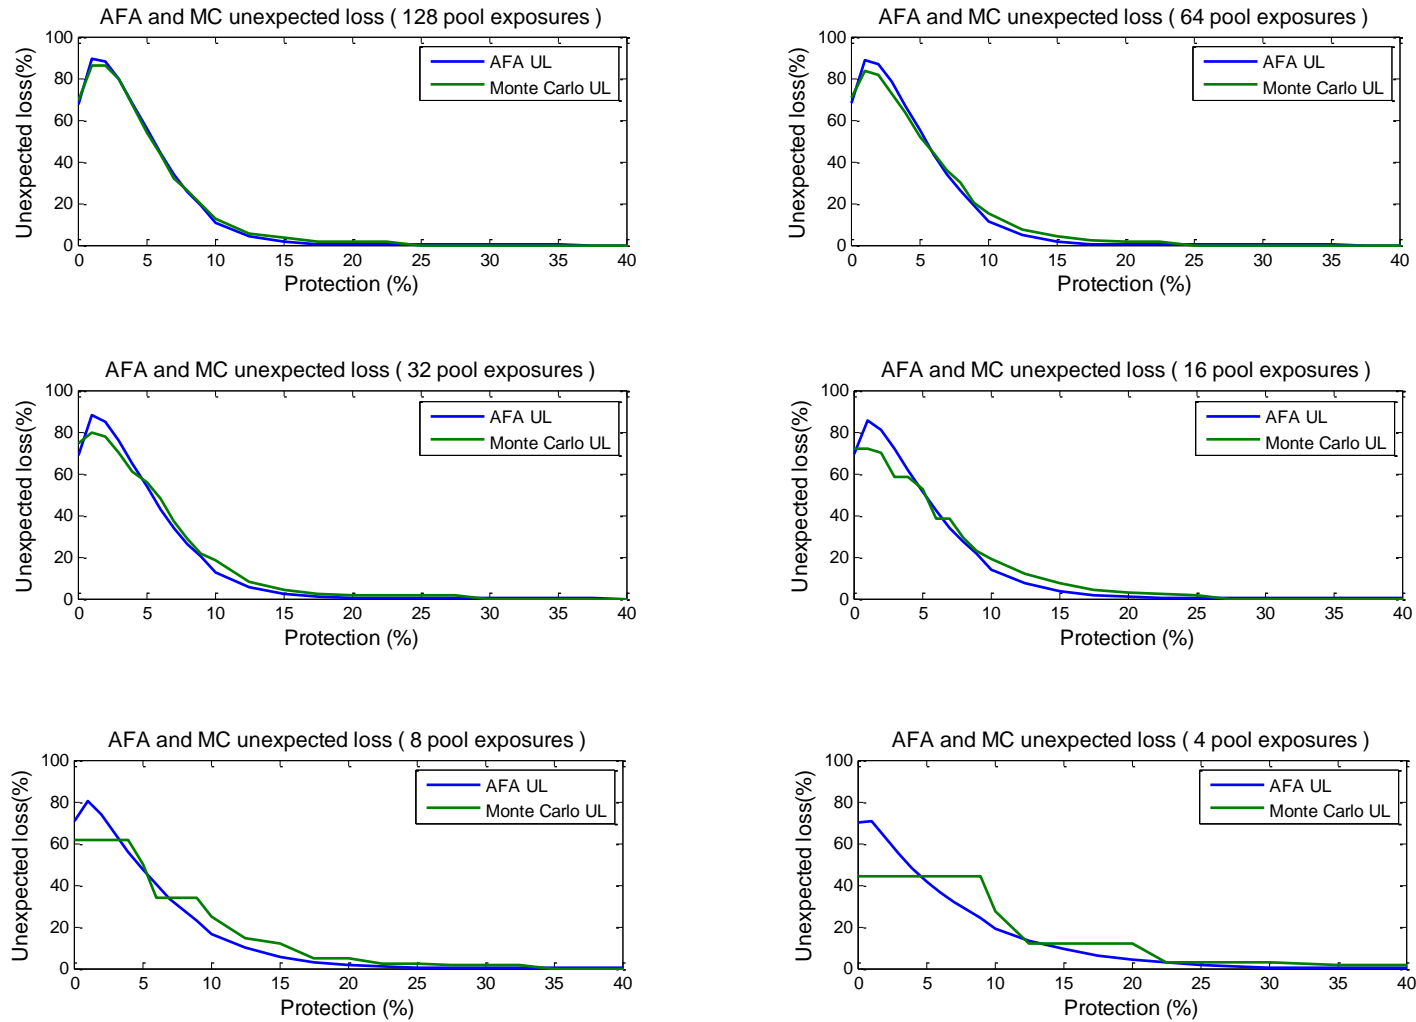 AFA and MC unexpected loss ( 128 pool exposures )
Unexpected loss(%)
100
80
60
40
20
0
AFA UL
Monte Carlo UL
0 5 10 15 20 25 30 35 40
Protection (%)
AFA and MC unexpected loss ( 64 pool exposures )
Unexpected loss(%)
100
80
60
40
20
0
AFA UL
Monte Carlo UL
0 5 10 15 20 25 30 35 40
Protection (%)
AFA and MC unexpected loss ( 32 pool exposures )
Unexpected loss(%)
100
80
60
40
20
0
AFA UL
Monte Carlo UL
0 5 10 15 20 25 30 35 40
Protection (%)
AFA and MC unexpected loss ( 16 pool exposures )
Unexpected loss(%)
100
80
60
40
20
0
AFA UL
Monte Carlo UL
0 5 10 15 20 25 30 35 40
Protection (%)
AFA and MC unexpected loss ( 8 pool exposures )
Unexpected loss(%)
100
80
60
40
20
0
AFA UL
Monte Carlo UL
0 5 10 15 20 25 30 35 40
Protection (%)
AFA and MC unexpected loss ( 4 pool exposures )
Unexpected loss(%)
100
80
60
40
20
0
AFA UL
Monte Carlo UL
0 5 10 15 20 25 30 35 40
Protection (%)